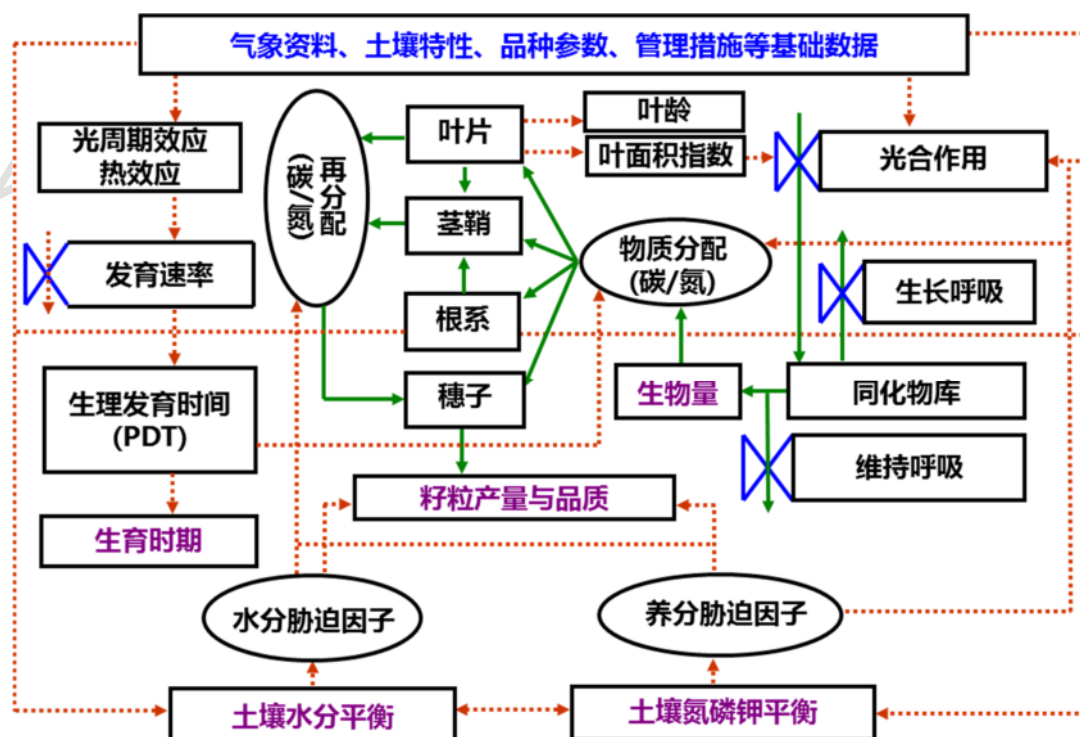 气象资料、土壤特性、品种参数、管理措施等基础数据
光周期效应
热效应
再分配
(碳/氮)
叶片
叶龄
叶面积指数
光合作用
茎鞘
物质分配
(碳/氮)
发育速率
生长呼吸
根系
生理发育时间
(PDT)
穗子
生物量
同化物库
维持呼吸
籽粒产量与品质
生育时期
水分胁迫因子
养分胁迫因子
土壤水分平衡
土壤氮磷钾平衡